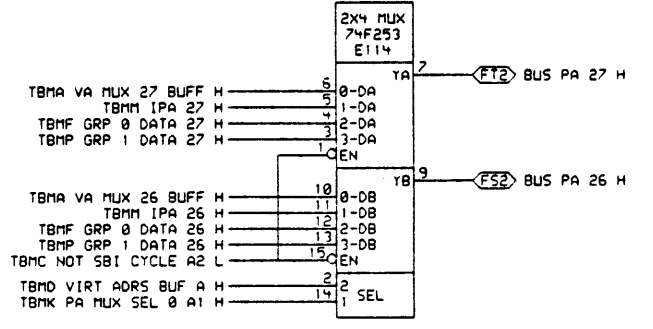 2X4 MUX
74F253
E114
YA 7 FT2 BUS PA 27 H
TBMA VA MUX 27 BUFF H 6 0-DA
TBMM IPA 27 H 5 1-DA
TBMF GRP 0 DATA 27 H 4 2-DA
TBMP GRP 1 DATA 27 H 3 3-DA
1 EN
YB 9 FS2 BUS PA 26 H
TBMA VA MUX 26 BUFF H 10 0-DB
TBMM IPA 26 H 11 1-DB
TBMF GRP 0 DATA 26 H 12 2-DB
TBMP GRP 1 DATA 26 H 13 3-DB
TBMC NOT SBI CYCLE A2 L 15 EN
TBMD VIRT ADRS BUF A H 2 2
SEL
TBMK PA MUX SEL 0 A1 H 14 1